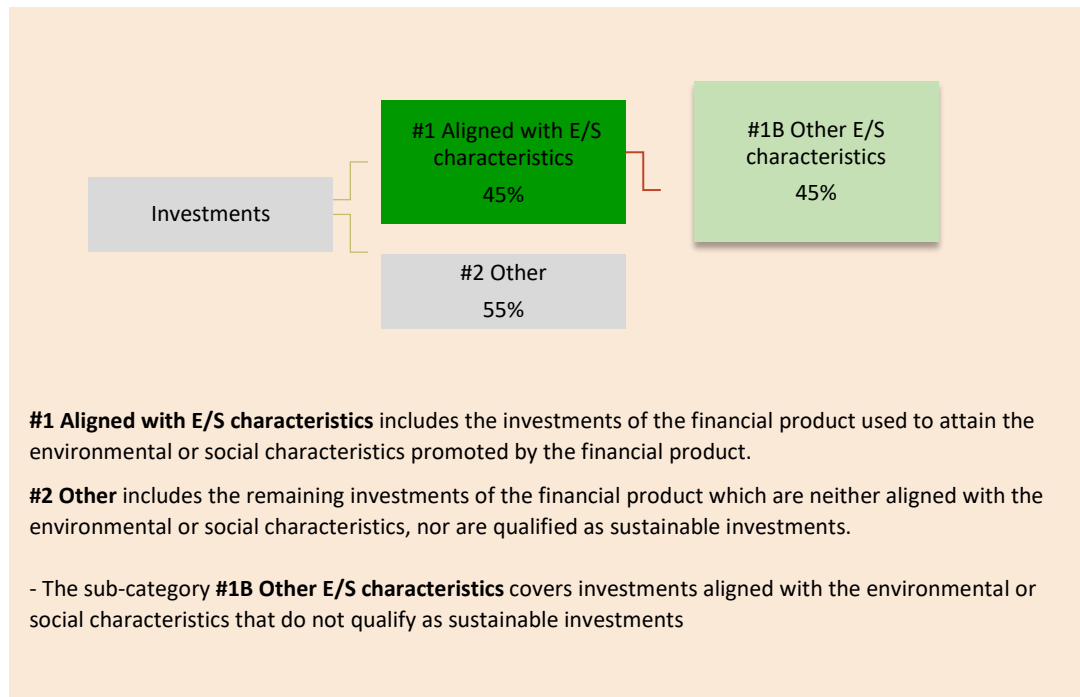 #1 Aligned with E/S
characteristics
45%
#1B Other E/S
characteristics
45%
Investments
#2 Other
55%
#1 Aligned with E/S characteristics includes the investments of the financial product used to attain the
environmental or social characteristics promoted by the financial product.
#2 Other includes the remaining investments of the financial product which are neither aligned with the
environmental or social characteristics, nor are qualified as sustainable investments.
- The sub-category #1B Other E/S characteristics covers investments aligned with the environmental or
social characteristics that do not qualify as sustainable investments